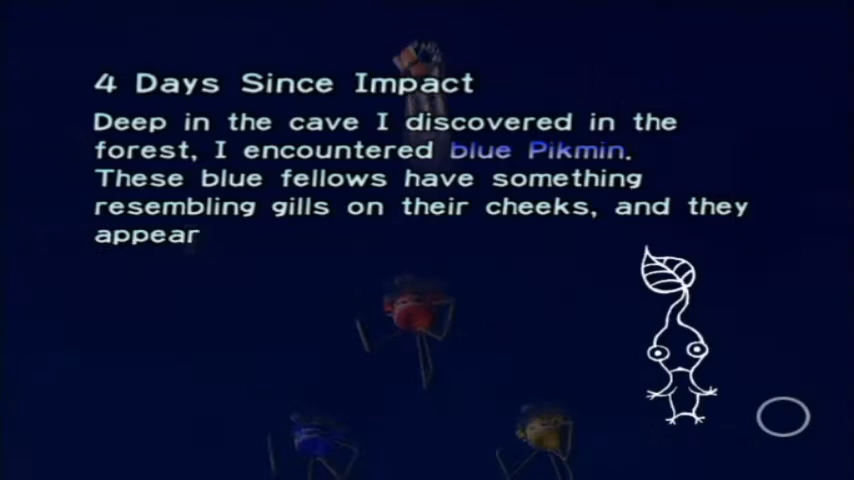 4 Days Since Impact
Deep in the cave I discovered in the
forest, I encountered blue Pikmin.
These blue fellows have something
resembling gills on their cheeks, and they
appear